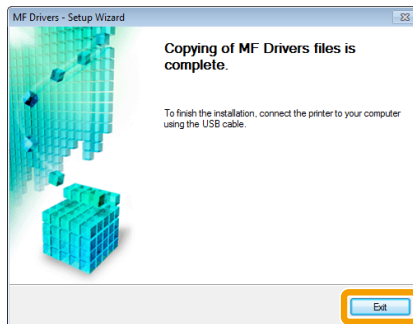 MF Drivers - Setup Wizard
Copying of MF Drivers files is
complete.
To finish the installation, connect the printer to your computer
using the USB cable.
Exit